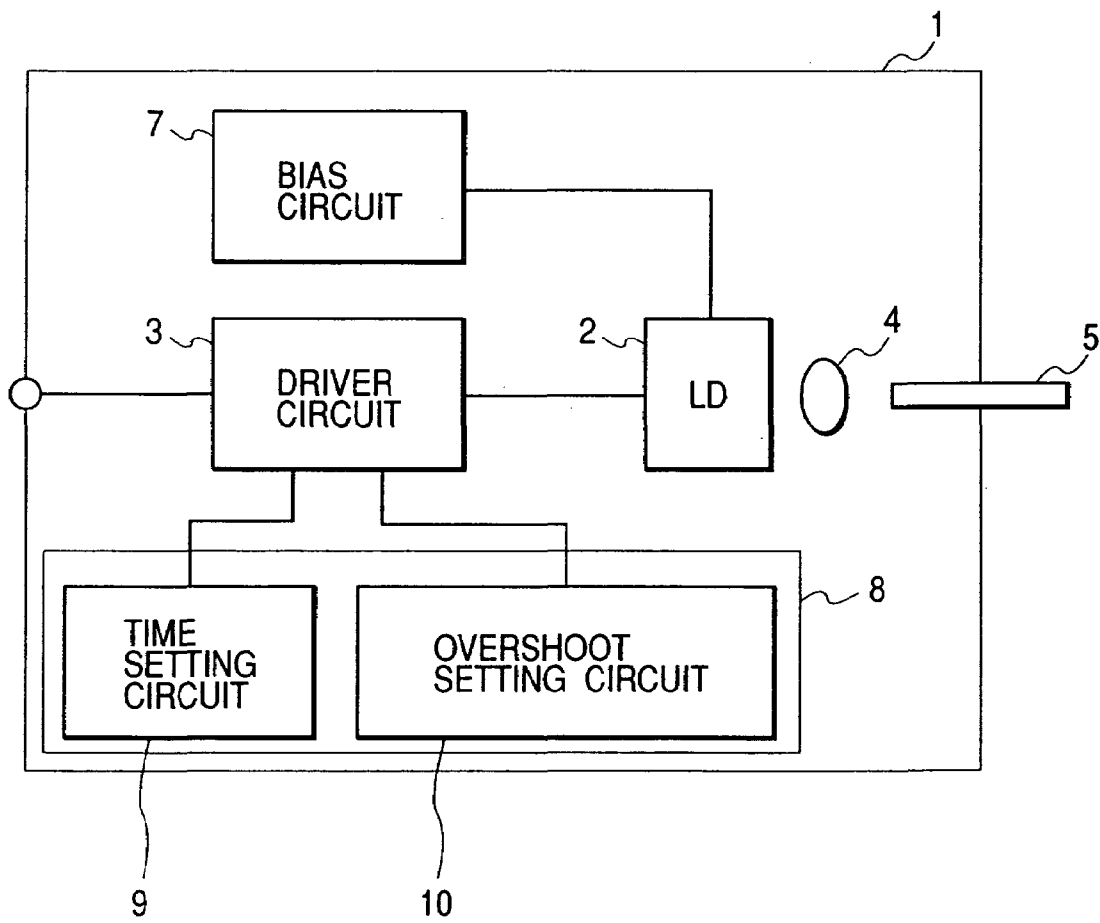 1
7
BIAS
CIRCUIT
3
DRIVER
CIRCUIT
2
LD
4
5
8
TIME
SETTING
CIRCUIT
OVERSHOOT
SETTING CIRCUIT
9
10